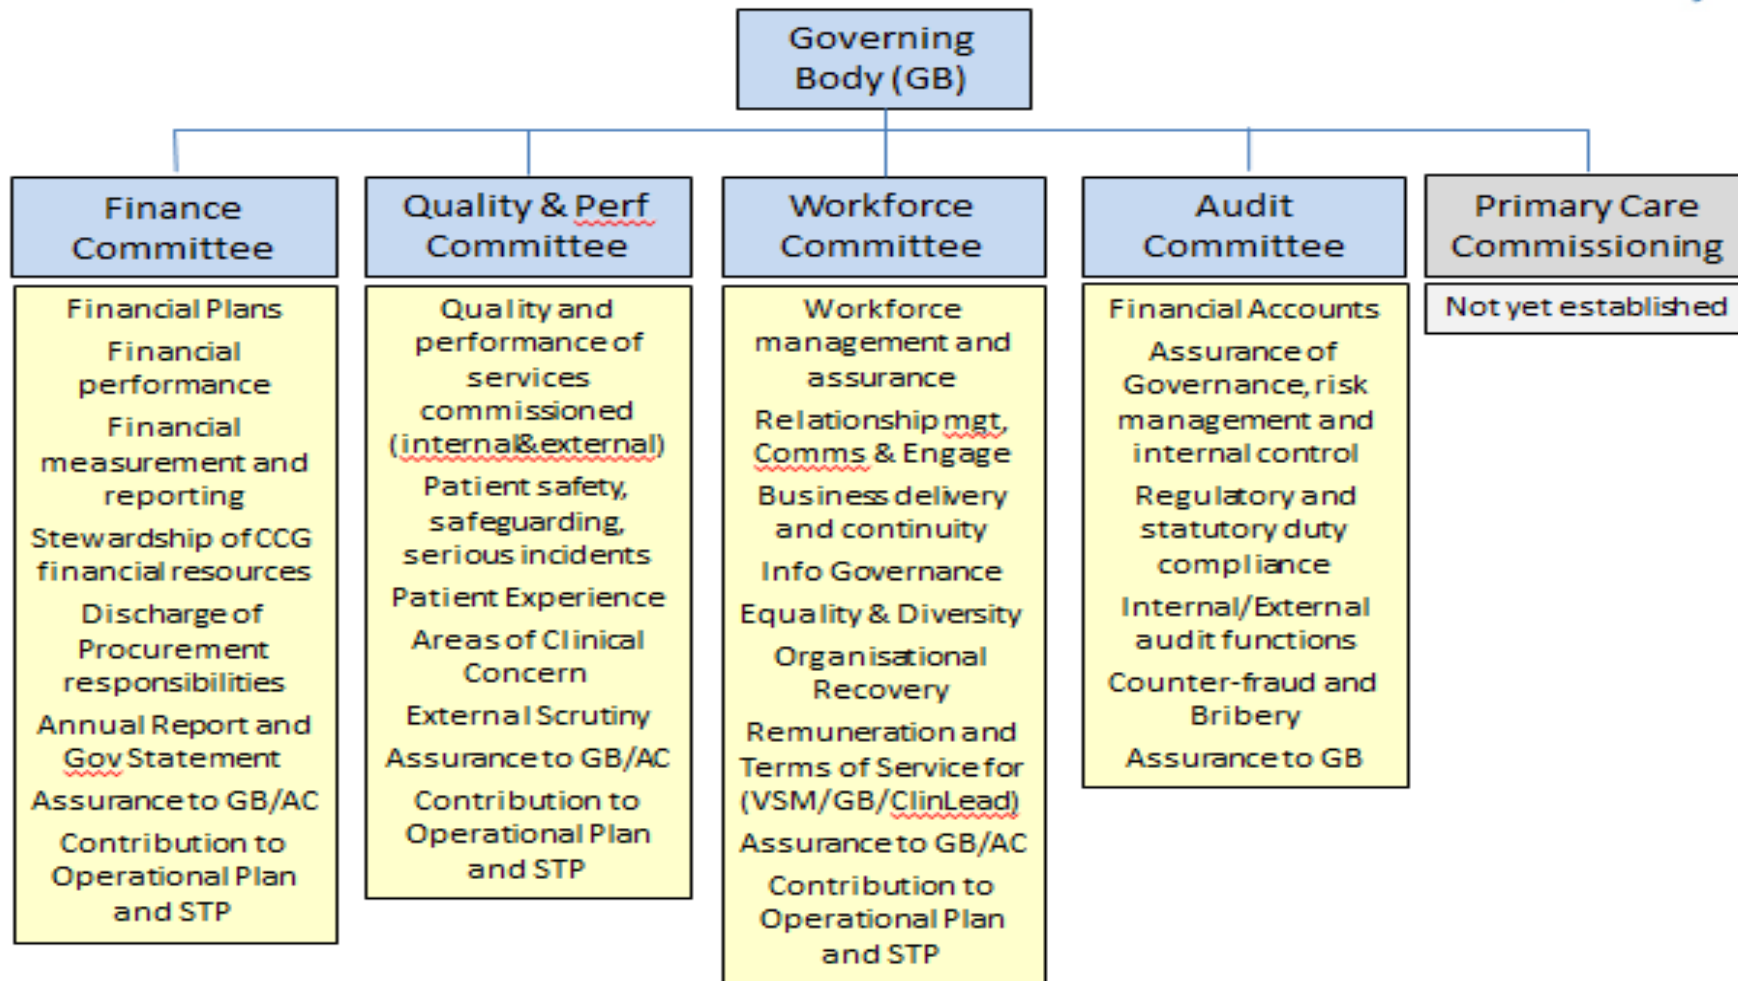 Governing
Body (GB)
Finance
Committee
Financial Plans
Financial
performance
Financial
measurement and
reporting
Stewardship of CCG
financial resources
Discharge of
Procurement
responsibilities
Annual Report and
Gov Statement
Assurance to GB/AC
Contribution to
Operational Plan
and STP
Quality & Perf
Committee
Quality and
performance of
services
commissioned
(internal&external)
Patient safety,
safeguarding,
serious incidents
Patient Experience
Areas of Clinical
Concern
External Scrutiny
Assurance to GB/AC
Contribution to
Operational Plan
and STP
Workforce
Committee
Workforce
management and
assurance
Relationship mgt,
Comms & Engage
Business delivery
and continuity
Info Governance
Equality & Diversity
Organisational
Recovery
Remuneration and
Terms of Service for
(VSM/GB/ClinLead)
Assurance to GB/AC
Contribution to
Operational Plan
and STP
Audit
Committee
Financial Accounts
Assurance of
Governance, risk
management and
internal control
Regulatory and
statutory duty
compliance
Internal/External
audit functions
Counter-fraud and
Bribery
Assurance to GB
Primary Care
Commissioning
Not yet established